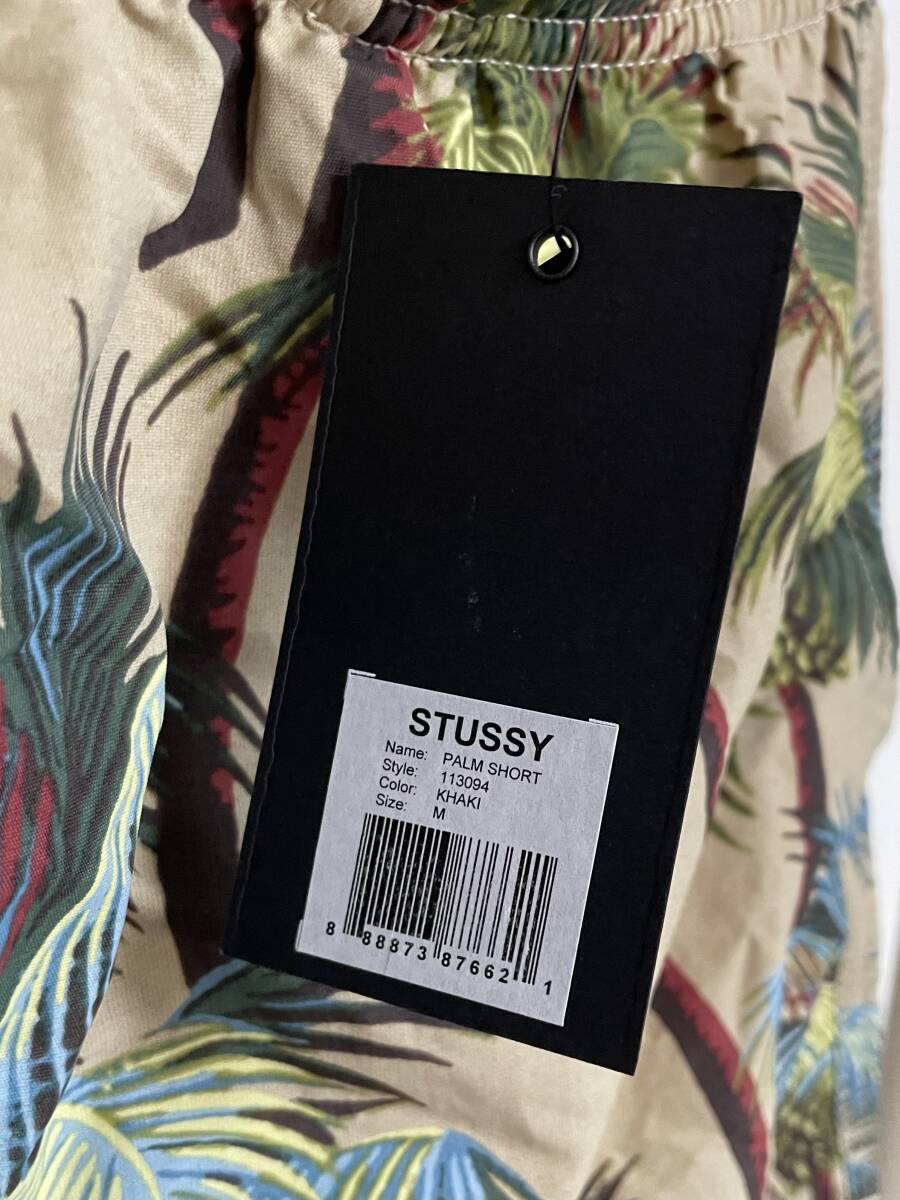 STUSSY
Name: PALM SHORT
Style: 113094
Color: KHAKI
Size: M
8 88873 87662 1